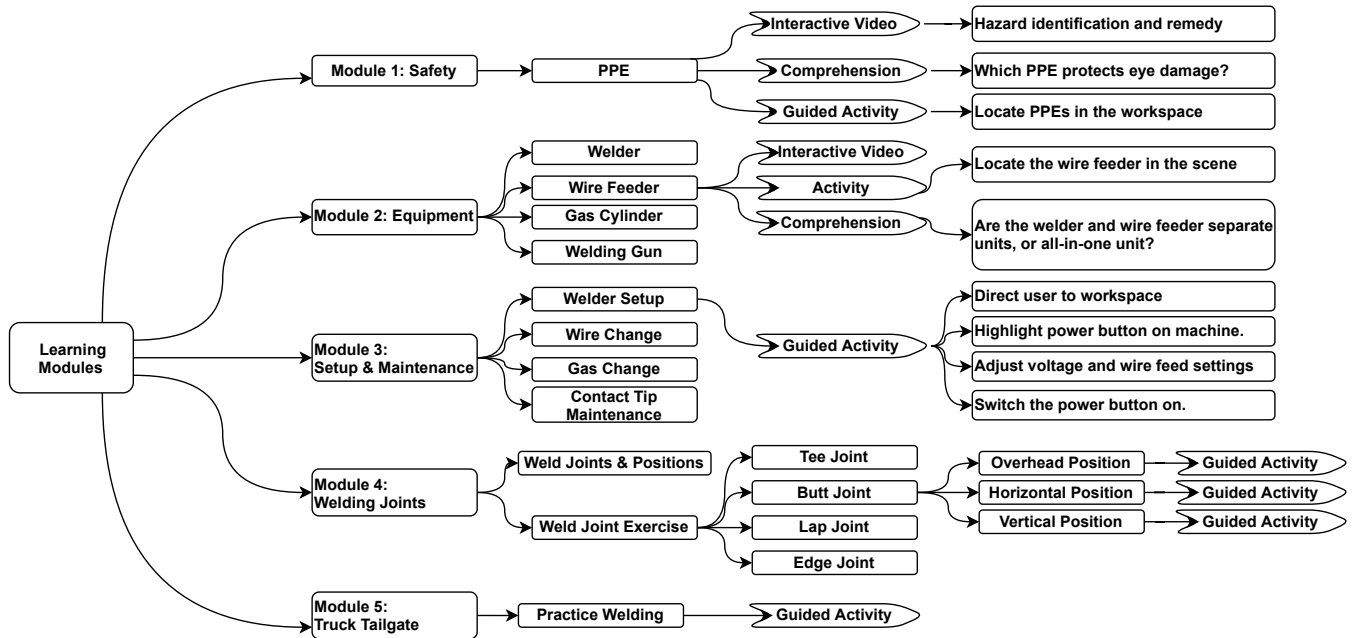 Interactive Video
Hazard identification and remedy
Module 1: Safety
PPE
Comprehension
Which PPE protects eye damage?
Guided Activity
Locate PPEs in the workspace
Welder
Interactive Video
Locate the wire feeder in the scene
Module 2: Equipment
Wire Feeder
Activity
Gas Cylinder
Comprehension
Are the welder and wire feeder separate
units, or all-in-one unit?
Welding Gun
Learning
Modules
Module 3:
Setup & Maintenance
Welder Setup
Wire Change
Gas Change
Contact Tip
Maintenance
Guided Activity
Direct user to workspace
Highlight power button on machine.
Adjust voltage and wire feed settings
Switch the power button on.
Module 4:
Welding Joints
Weld Joints & Positions
Weld Joint Exercise
Tee Joint
Butt Joint
Lap Joint
Edge Joint
Overhead Position
Guided Activity
Horizontal Position
Guided Activity
Vertical Position
Guided Activity
Module 5:
Truck Tailgate
Practice Welding
Guided Activity